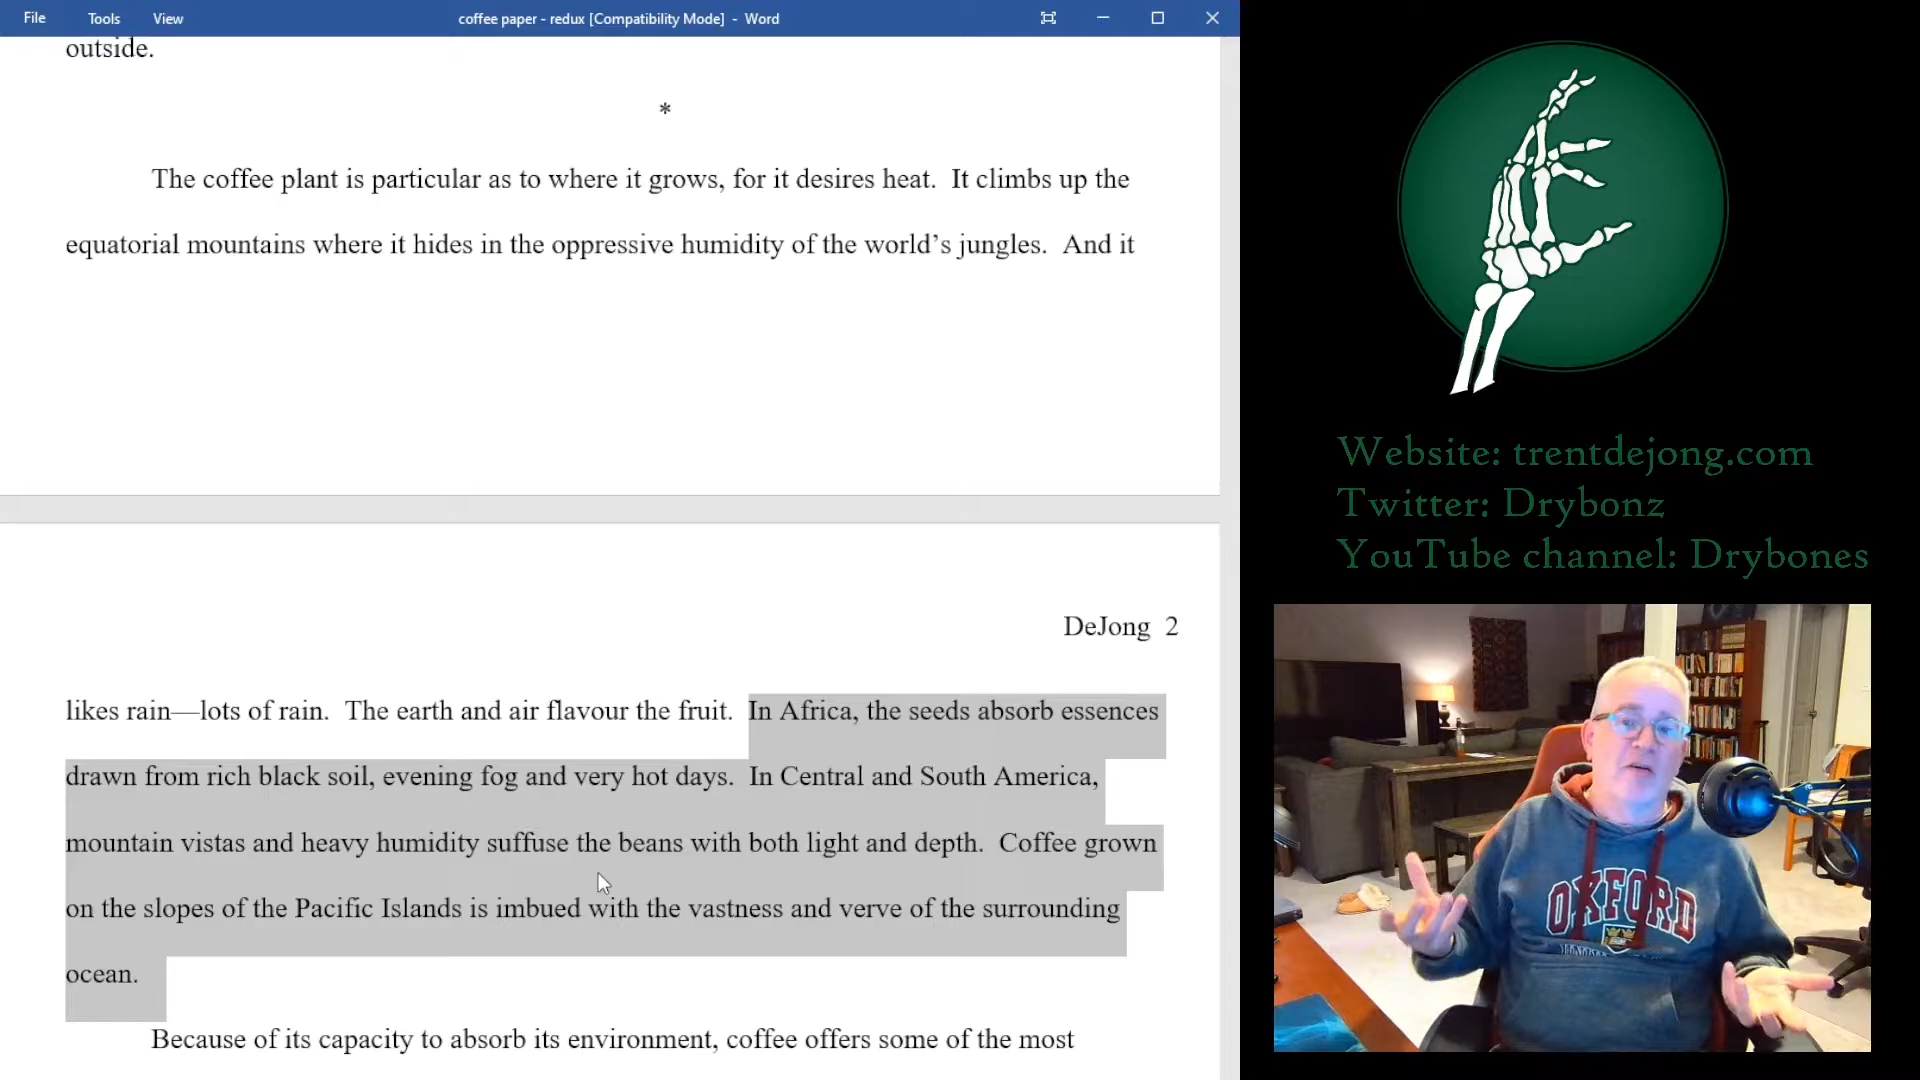 File Tools View coffee paper - redux [Compatibility Mode] - Word
outside.
*
The coffee plant is particular as to where it grows, for it desires heat.  It climbs up the
equatorial mountains where it hides in the oppressive humidity of the world’s jungles.  And it
DeJong  2
likes rain—lots of rain.  The earth and air flavour the fruit.  In Africa, the seeds absorb essences
drawn from rich black soil, evening fog and very hot days.  In Central and South America,
mountain vistas and heavy humidity suffuse the beans with both light and depth.  Coffee grown
on the slopes of the Pacific Islands is imbued with the vastness and verve of the surrounding
ocean.
Because of its capacity to absorb its environment, coffee offers some of the most
Website: trentdejong.com
Twitter: Drybonz
YouTube channel: Drybones
OXFORD